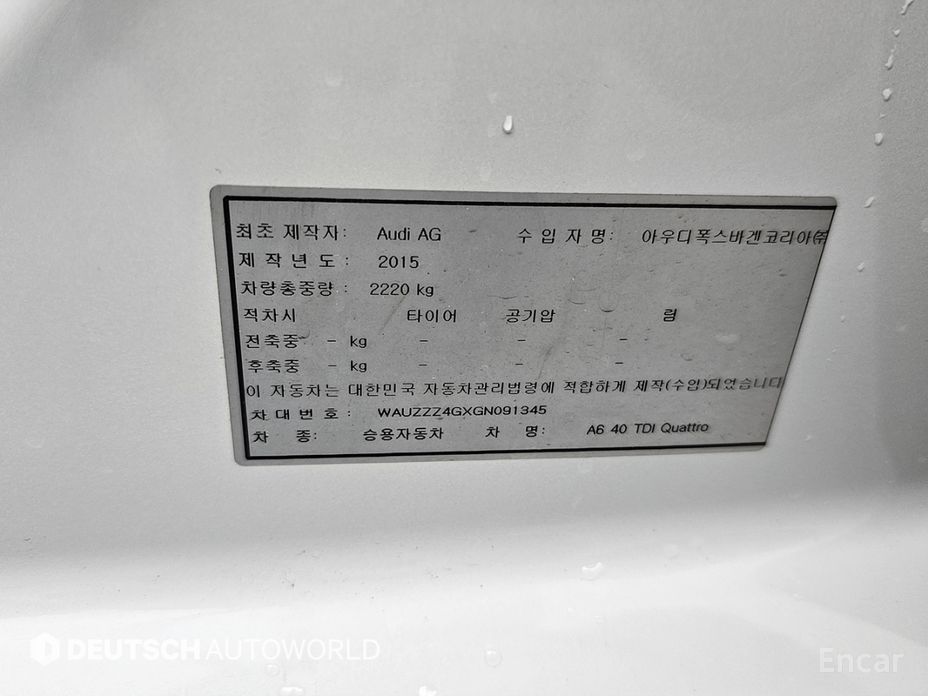 최초 제작자: Audi AG 수 입 자 명: 아우디폭스바겐코리아㈜
제 작 년 도 : 2015
차량총중량 : 2220 kg
적차시 타이어 공기압 림
전축중 - kg - - -
후축중 - kg - - -
이 자동차는 대한민국 자동차관리법령에 적합하게 제작(수입)되었습니다
차 대 번 호 : WAUZZZ4GXGN091345
차 종: 승용자동차 차 명: A6 40 TDI Quattro
DEUTSCH AUTOWORLD
Encar